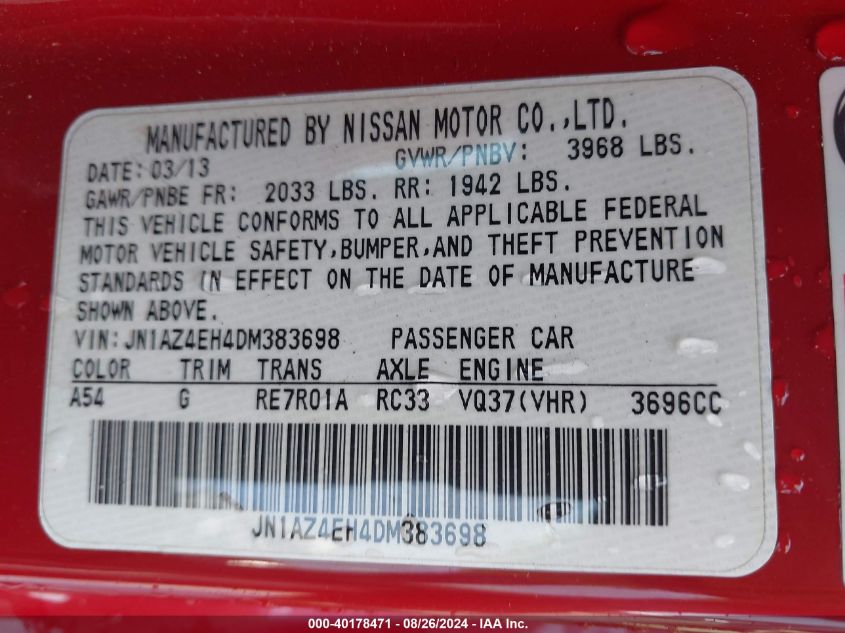 MANUFACTURED BY NISSAN MOTOR CO.,LTD.
DATE: 03/13 GVWR/PNBV: 3968 LBS.
GAWR/PNBE FR: 2033 LBS. RR: 1942 LBS.
THIS VEHICLE CONFORMS TO ALL APPLICABLE FEDERAL
MOTOR VEHICLE SAFETY,BUMPER,AND THEFT PREVENTION
STANDARDS IN EFFECT ON THE DATE OF MANUFACTURE
SHOWN ABOVE.
VIN:JN1AZ4EH4DM383698 PASSENGER CAR
COLOR TRIM TRANS AXLE ENGINE
A54 G RE7R01A RC33 VQ37(VHR) 3696CC
JN1AZ4EH4DM383698
000-40178471 - 08/26/2024 - IAA Inc.